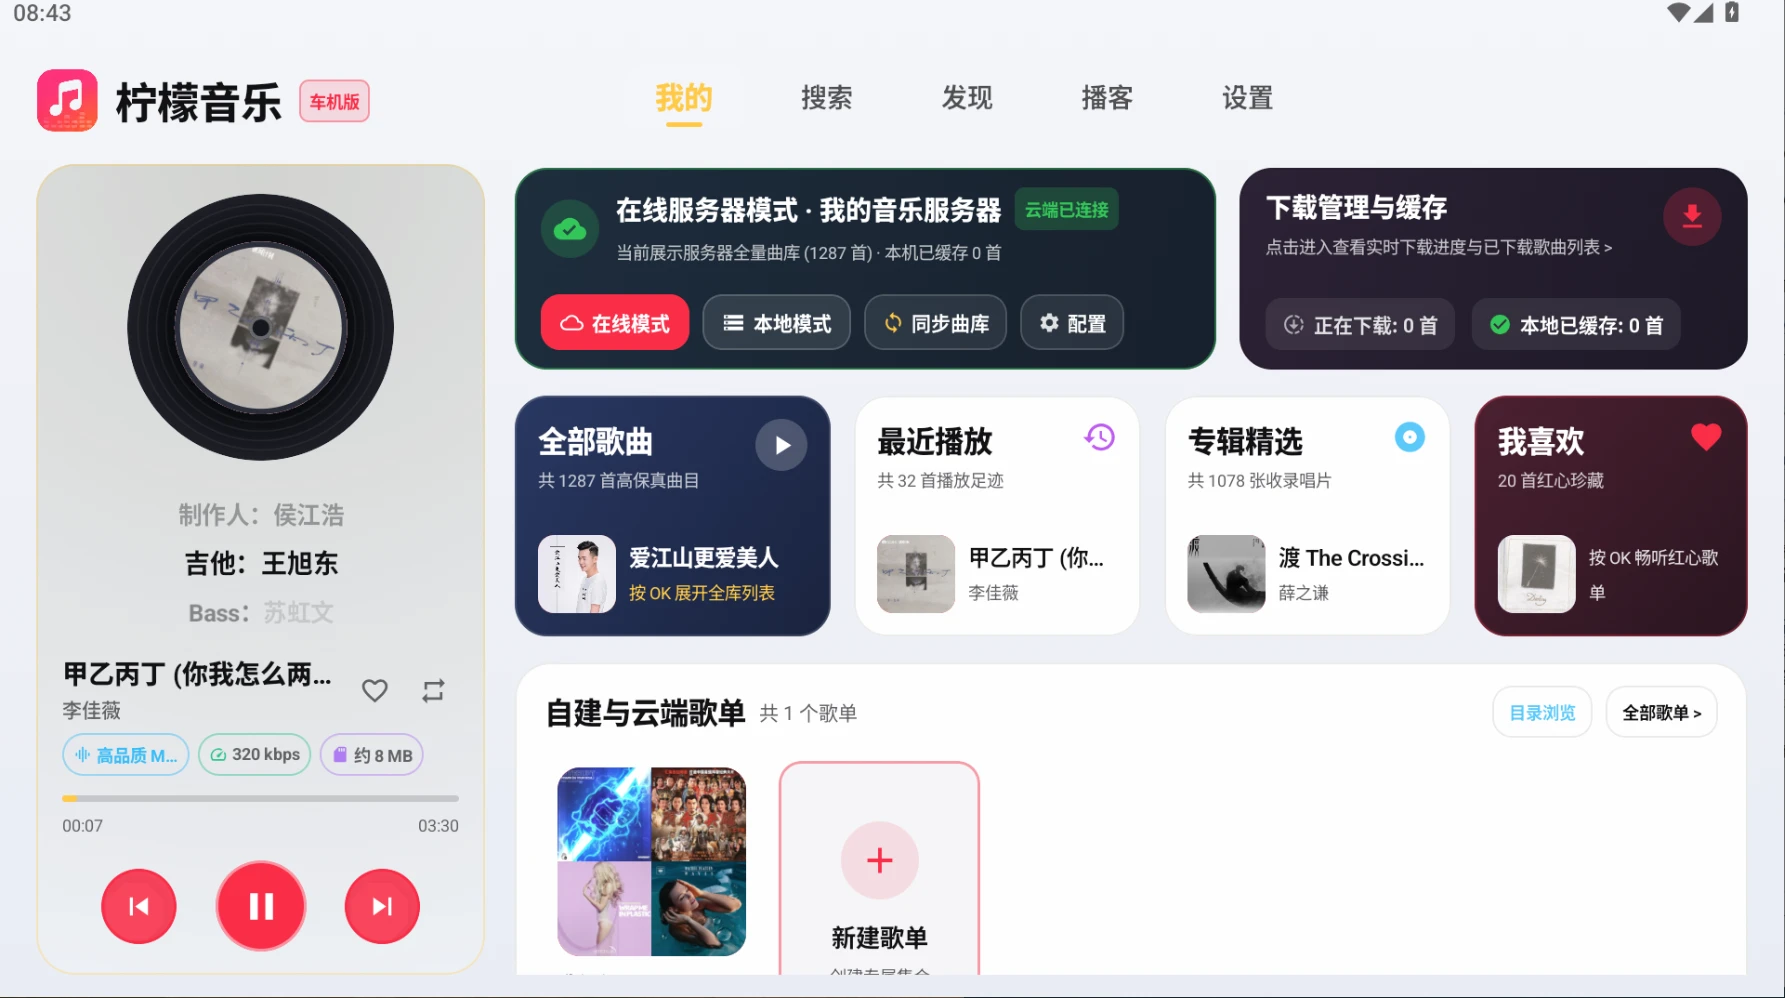 08:43
柠檬音乐
车机版
我的
搜索
发现
播客
设置
制作人：侯江浩
吉他：王旭东
Bass：苏虹文
甲乙丙丁 (你我怎么两...
李佳薇
高品质 M...
320 kbps
约 8 MB
00:07
03:30
在线服务器模式 · 我的音乐服务器
云端已连接
当前展示服务器全量曲库 (1287 首) · 本机已缓存 0 首
在线模式
本地模式
同步曲库
配置
下载管理与缓存
点击进入查看实时下载进度与已下载歌曲列表 >
正在下载: 0 首
本地已缓存: 0 首
全部歌曲
共 1287 首高保真曲目
爱江山更爱美人
按 OK 展开全库列表
最近播放
共 32 首播放足迹
甲乙丙丁 (你...
李佳薇
专辑精选
共 1078 张收录唱片
渡 The Crossi...
薛之谦
我喜欢
20 首红心珍藏
按 OK 畅听红心歌
单
自建与云端歌单
共 1 个歌单
目录浏览
全部歌单 >
新建歌单